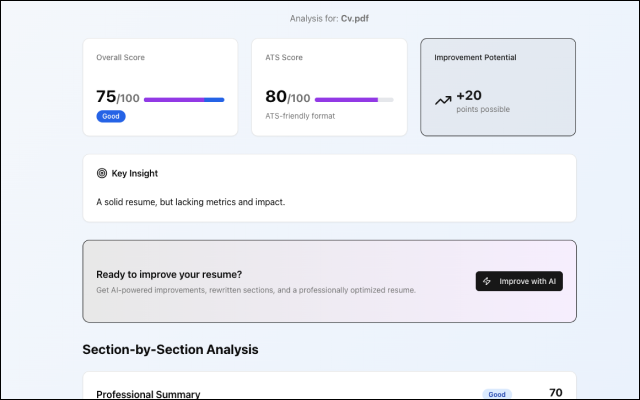 Analysis for: Cv.pdf
Overall Score
75/100
Good
ATS Score
80/100
ATS-friendly format
Improvement Potential
+20
points possible
Key Insight
A solid resume, but lacking metrics and impact.
Ready to improve your resume?
Get AI-powered improvements, rewritten sections, and a professionally optimized resume.
Improve with AI
Section-by-Section Analysis
Professional Summary
Good
70